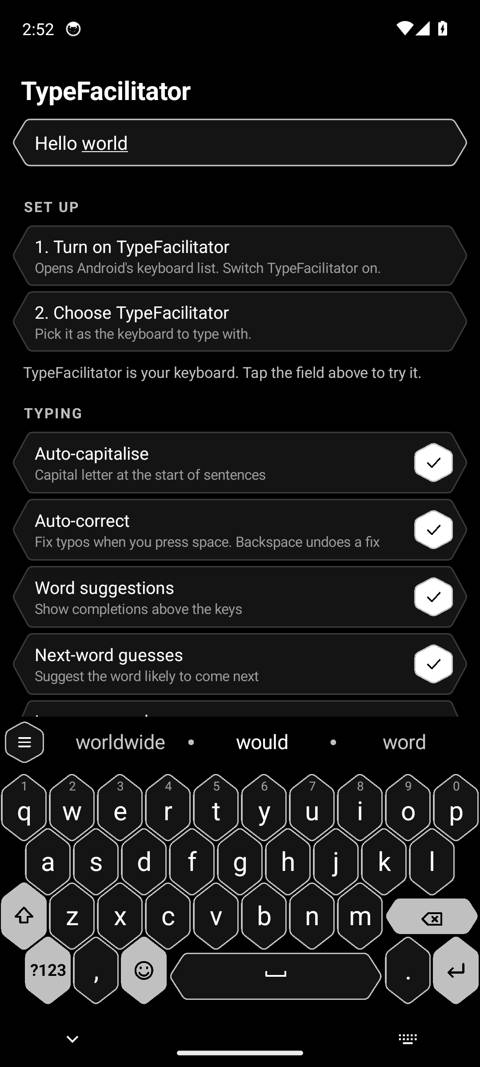 2:52
TypeFacilitator
Hello world
SET UP
1. Turn on TypeFacilitator
Opens Android's keyboard list. Switch TypeFacilitator on.
2. Choose TypeFacilitator
Pick it as the keyboard to type with.
TypeFacilitator is your keyboard. Tap the field above to try it.
TYPING
Auto-capitalise
Capital letter at the start of sentences
Auto-correct
Fix typos when you press space. Backspace undoes a fix
Word suggestions
Show completions above the keys
Next-word guesses
Suggest the word likely to come next
worldwide • would • word
1 2 3 4 5 6 7 8 9 0
q w e r t y u i o p
a s d f g h j k l
z x c v b n m
?123 , .